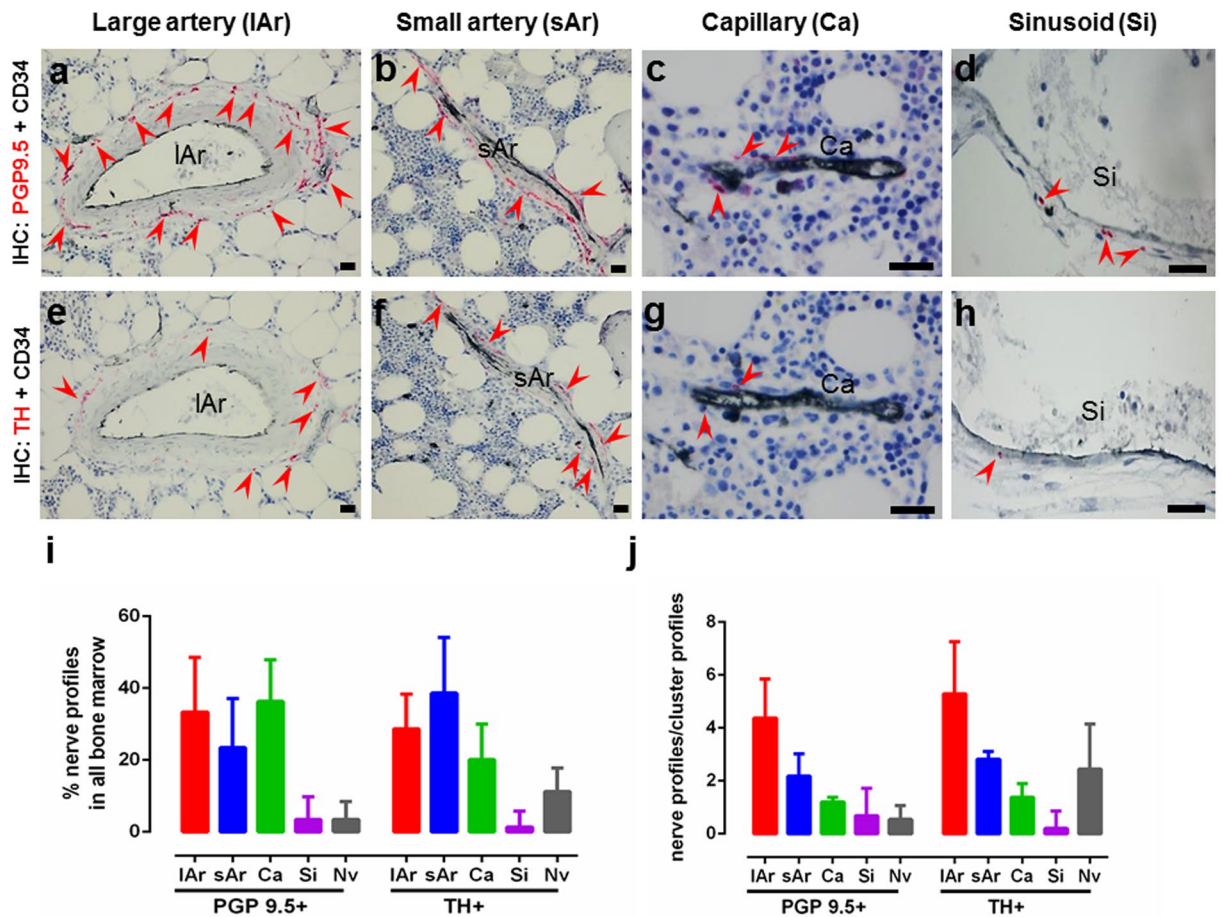 Large artery (lAr) Small artery (sAr) Capillary (Ca) Sinusoid (Si)
IHC: PGP9.5 + CD34
a b c d
lAr sAr Ca Si
IHC: TH + CD34
e f g h
lAr sAr Ca Si
i j
% nerve profiles
in all bone marrow
60
40
20
0
lAr sAr Ca Si Nv lAr sAr Ca Si Nv
PGP 9.5+ TH+
nerve profiles/cluster profiles
8
6
4
2
0
lAr sAr Ca Si Nv lAr sAr Ca Si Nv
PGP 9.5+ TH+